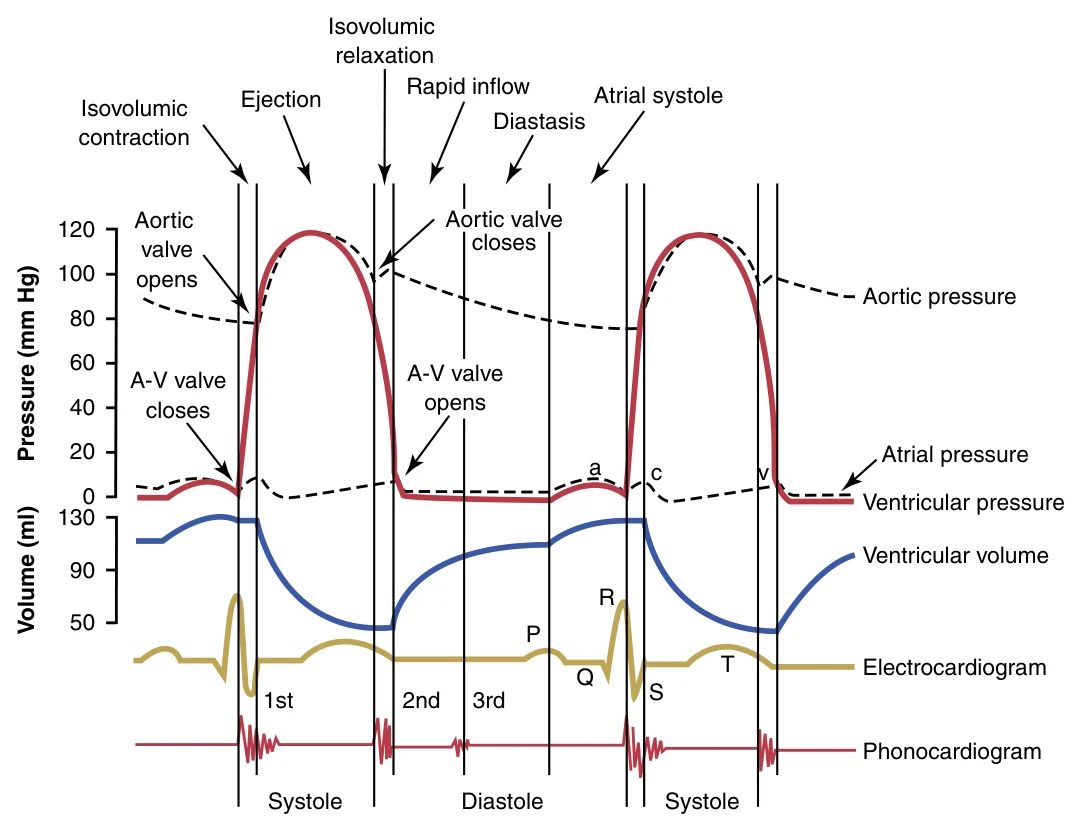 Isovolumic
relaxation
Rapid inflow
Ejection
Atrial systole
Isovolumic
contraction
Diastasis
Aortic
valve
opens
Aortic valve
closes
120
100
80
60
40
20
0
Pressure (mm Hg)
Aortic pressure
A-V valve
closes
A-V valve
opens
a
c
v
Atrial pressure
Ventricular pressure
130
90
50
Volume (ml)
Ventricular volume
R
P
Q
S
T
Electrocardiogram
1st
2nd
3rd
Phonocardiogram
Systole
Diastole
Systole